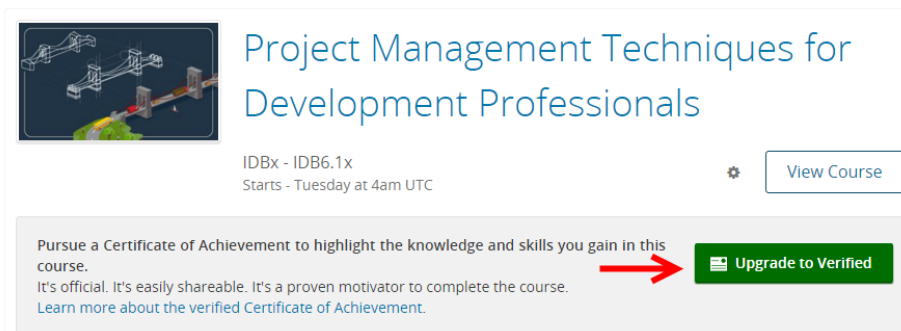 Project Management Techniques for
Development Professionals
IDBx - IDB6.1x
Starts - Tuesday at 4am UTC
View Course
Pursue a Certificate of Achievement to highlight the knowledge and skills you gain in this
course.
It's official. It's easily shareable. It's a proven motivator to complete the course.
Learn more about the verified Certificate of Achievement.
Upgrade to Verified